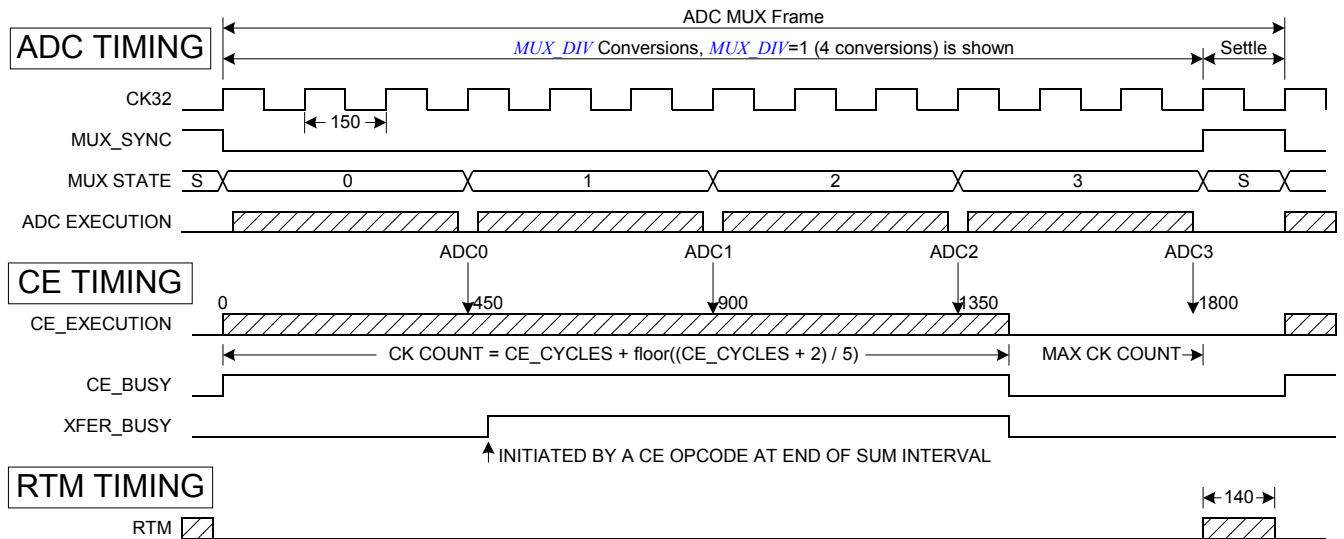 ADC MUX Frame
ADC TIMING
MUX_DIV Conversions, MUX_DIV=1 (4 conversions) is shown
Settle
CK32
150
MUX_SYNC
MUX STATE
S
0
1
2
3
S
ADC EXECUTION
ADC0
ADC1
ADC2
ADC3
CE TIMING
0
450
900
1350
1800
CE_EXECUTION
CK COUNT = CE_CYCLES + floor((CE_CYCLES + 2) / 5)
MAX CK COUNT
CE_BUSY
XFER_BUSY
INITIATED BY A CE OPCODE AT END OF SUM INTERVAL
RTM TIMING
140
RTM